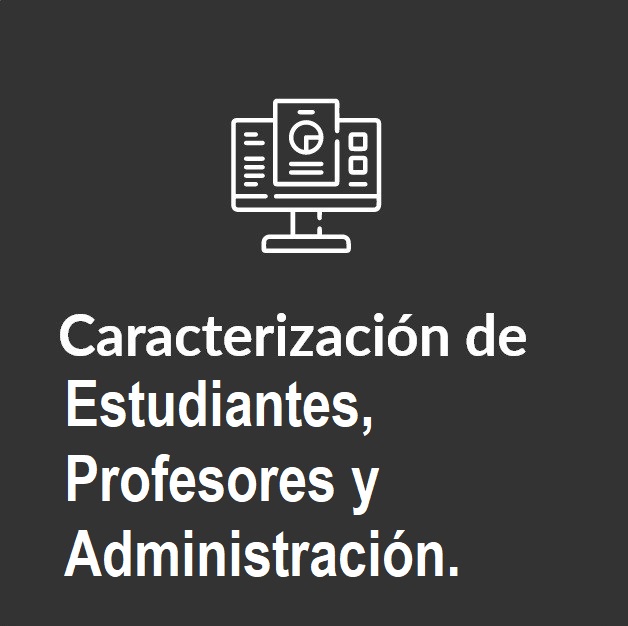 Caracterización de
Estudiantes,
Profesores y
Administración.